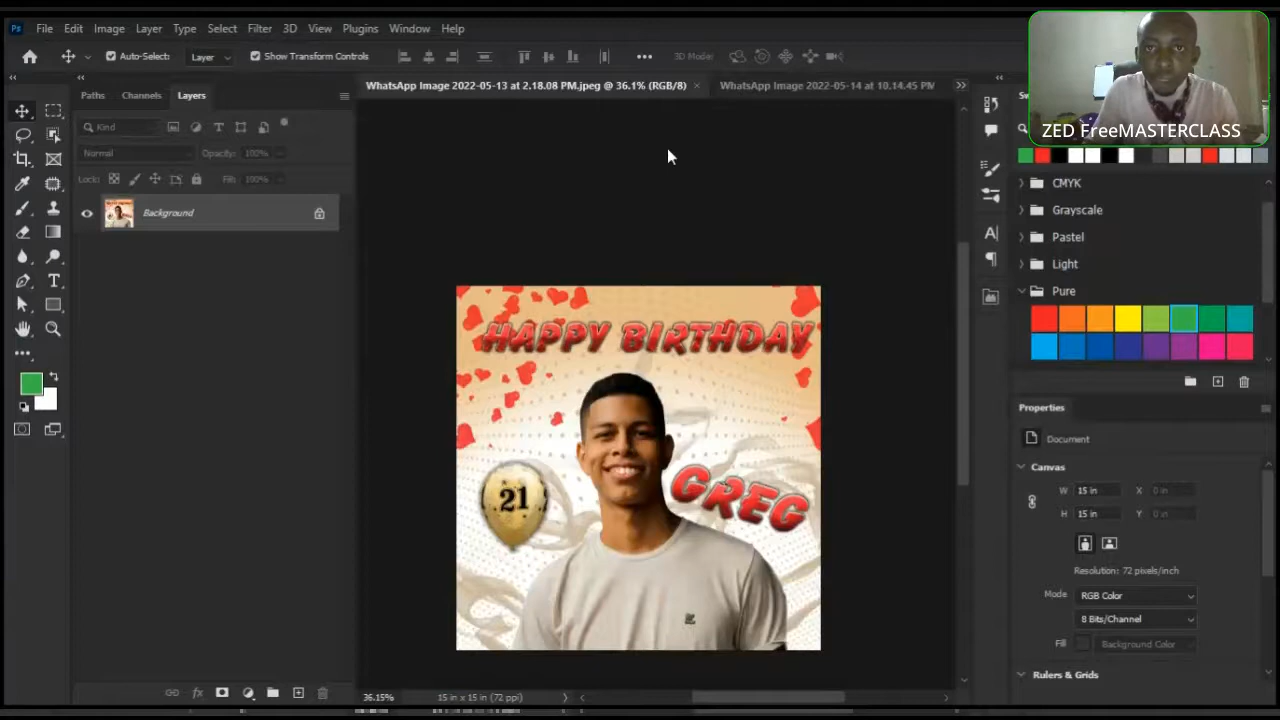 Ps File Edit Image Layer Type Select Filter 3D View Plugins Window Help
Auto-Select: Layer Show Transform Controls 3D Mode:
ZED FreeMASTERCLASS
WhatsApp Image 2022-05-13 at 2.18.08 PM.jpeg @ 36.1% (RGB/8) × WhatsApp Image 2022-05-14 at 10.14.45 PM
Paths Channels Layers
Kind
Normal Opacity: 100%
Lock: Fill: 100%
Background
HAPPY BIRTHDAY
21
GREG
CMYK
Grayscale
Pastel
Light
Pure
Properties
Document
Canvas
W 15 in X 0 in
H 15 in Y 0 in
Resolution: 72 pixels/inch
Mode RGB Color
8 Bits/Channel
Fill Background Color
Rulers & Grids
36.15% 15 in x 15 in (72 ppi)